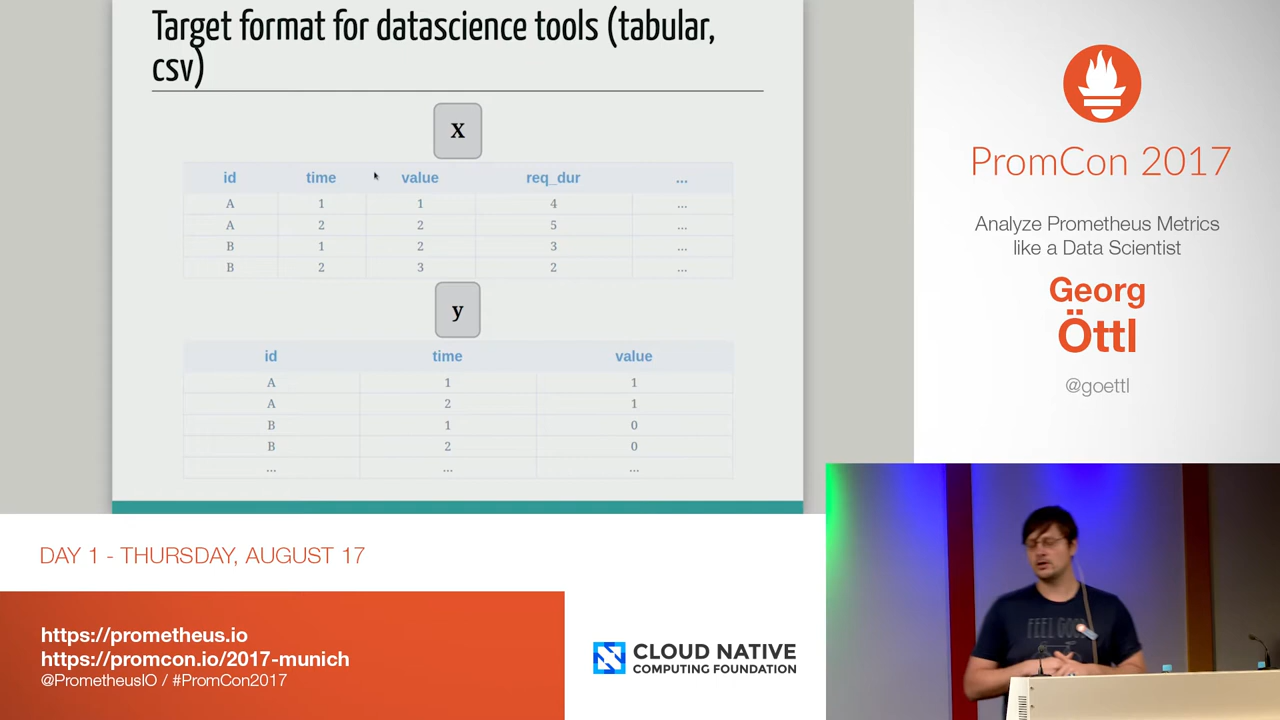 Target format for datascience tools (tabular,
csv)
X
id time value req_dur ...
A 1 1 4 ...
A 2 2 5 ...
B 1 2 3 ...
B 2 3 2 ...
y
id time value
A 1 1
A 2 1
B 1 0
B 2 0
... ... ...
PromCon 2017
Analyze Prometheus Metrics
like a Data Scientist
Georg
Öttl
@goettl
DAY 1 - THURSDAY, AUGUST 17
https://prometheus.io
https://promcon.io/2017-munich
@PrometheusIO / #PromCon2017
CLOUD NATIVE
COMPUTING FOUNDATION
FEEL GOOD